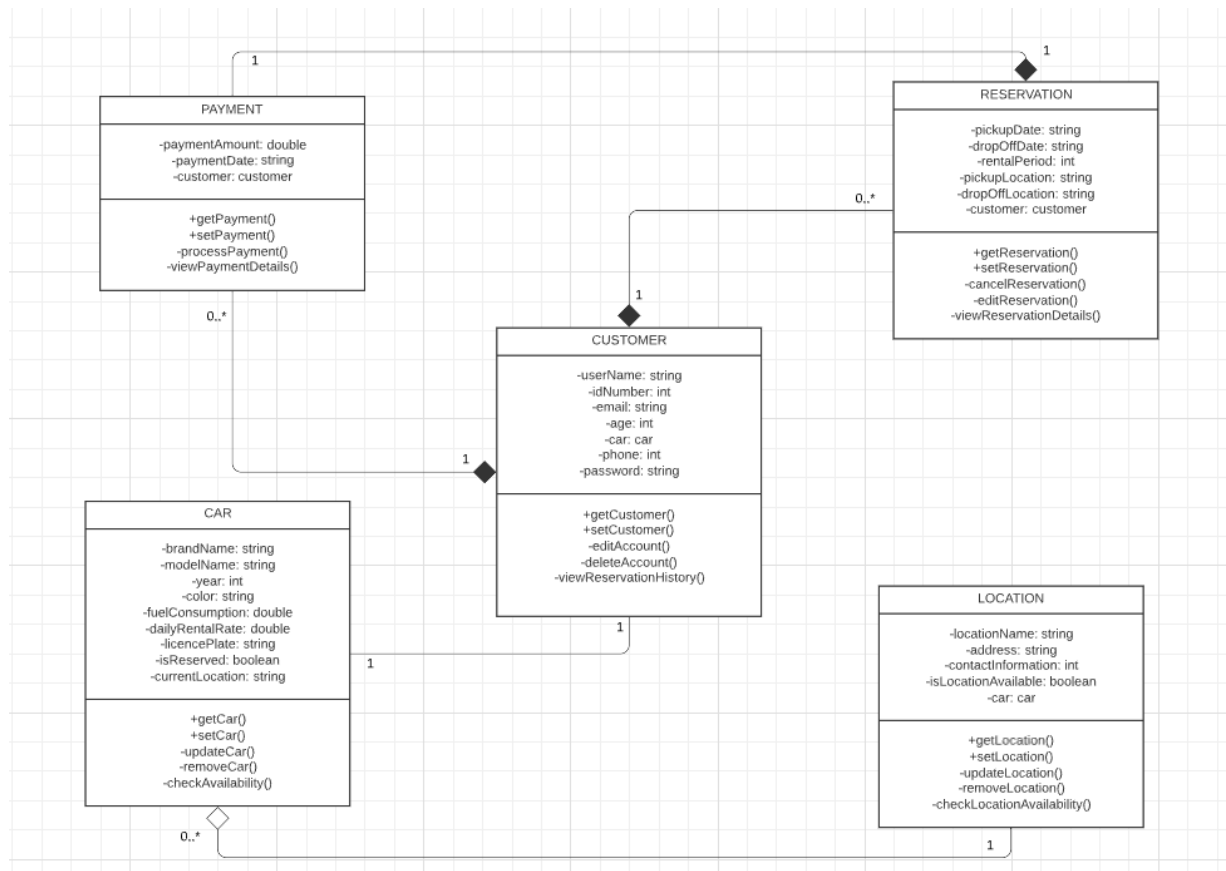 1
1
PAYMENT
-paymentAmount: double
-paymentDate: string
-customer: customer
+getPayment()
+setPayment()
-processPayment()
-viewPaymentDetails()
0..*
RESERVATION
-pickupDate: string
-dropOffDate: string
-rentalPeriod: int
-pickupLocation: string
-dropOffLocation: string
-customer: customer
+getReservation()
+setReservation()
-cancelReservation()
-editReservation()
-viewReservationDetails()
0..*
1
CUSTOMER
-userName: string
-idNumber: int
-email: string
-age: int
-car: car
-phone: int
-password: string
+getCustomer()
+setCustomer()
-editAccount()
-deleteAccount()
-viewReservationHistory()
1
1
1
CAR
-brandName: string
-modelName: string
-year: int
-color: string
-fuelConsumption: double
-dailyRentalRate: double
-licencePlate: string
-isReserved: boolean
-currentLocation: string
+getCar()
+setCar()
-updateCar()
-removeCar()
-checkAvailability()
0..*
LOCATION
-locationName: string
-address: string
-contactInformation: int
-isLocationAvailable: boolean
-car: car
+getLocation()
+setLocation()
-updateLocation()
-removeLocation()
-checkLocationAvailability()
1